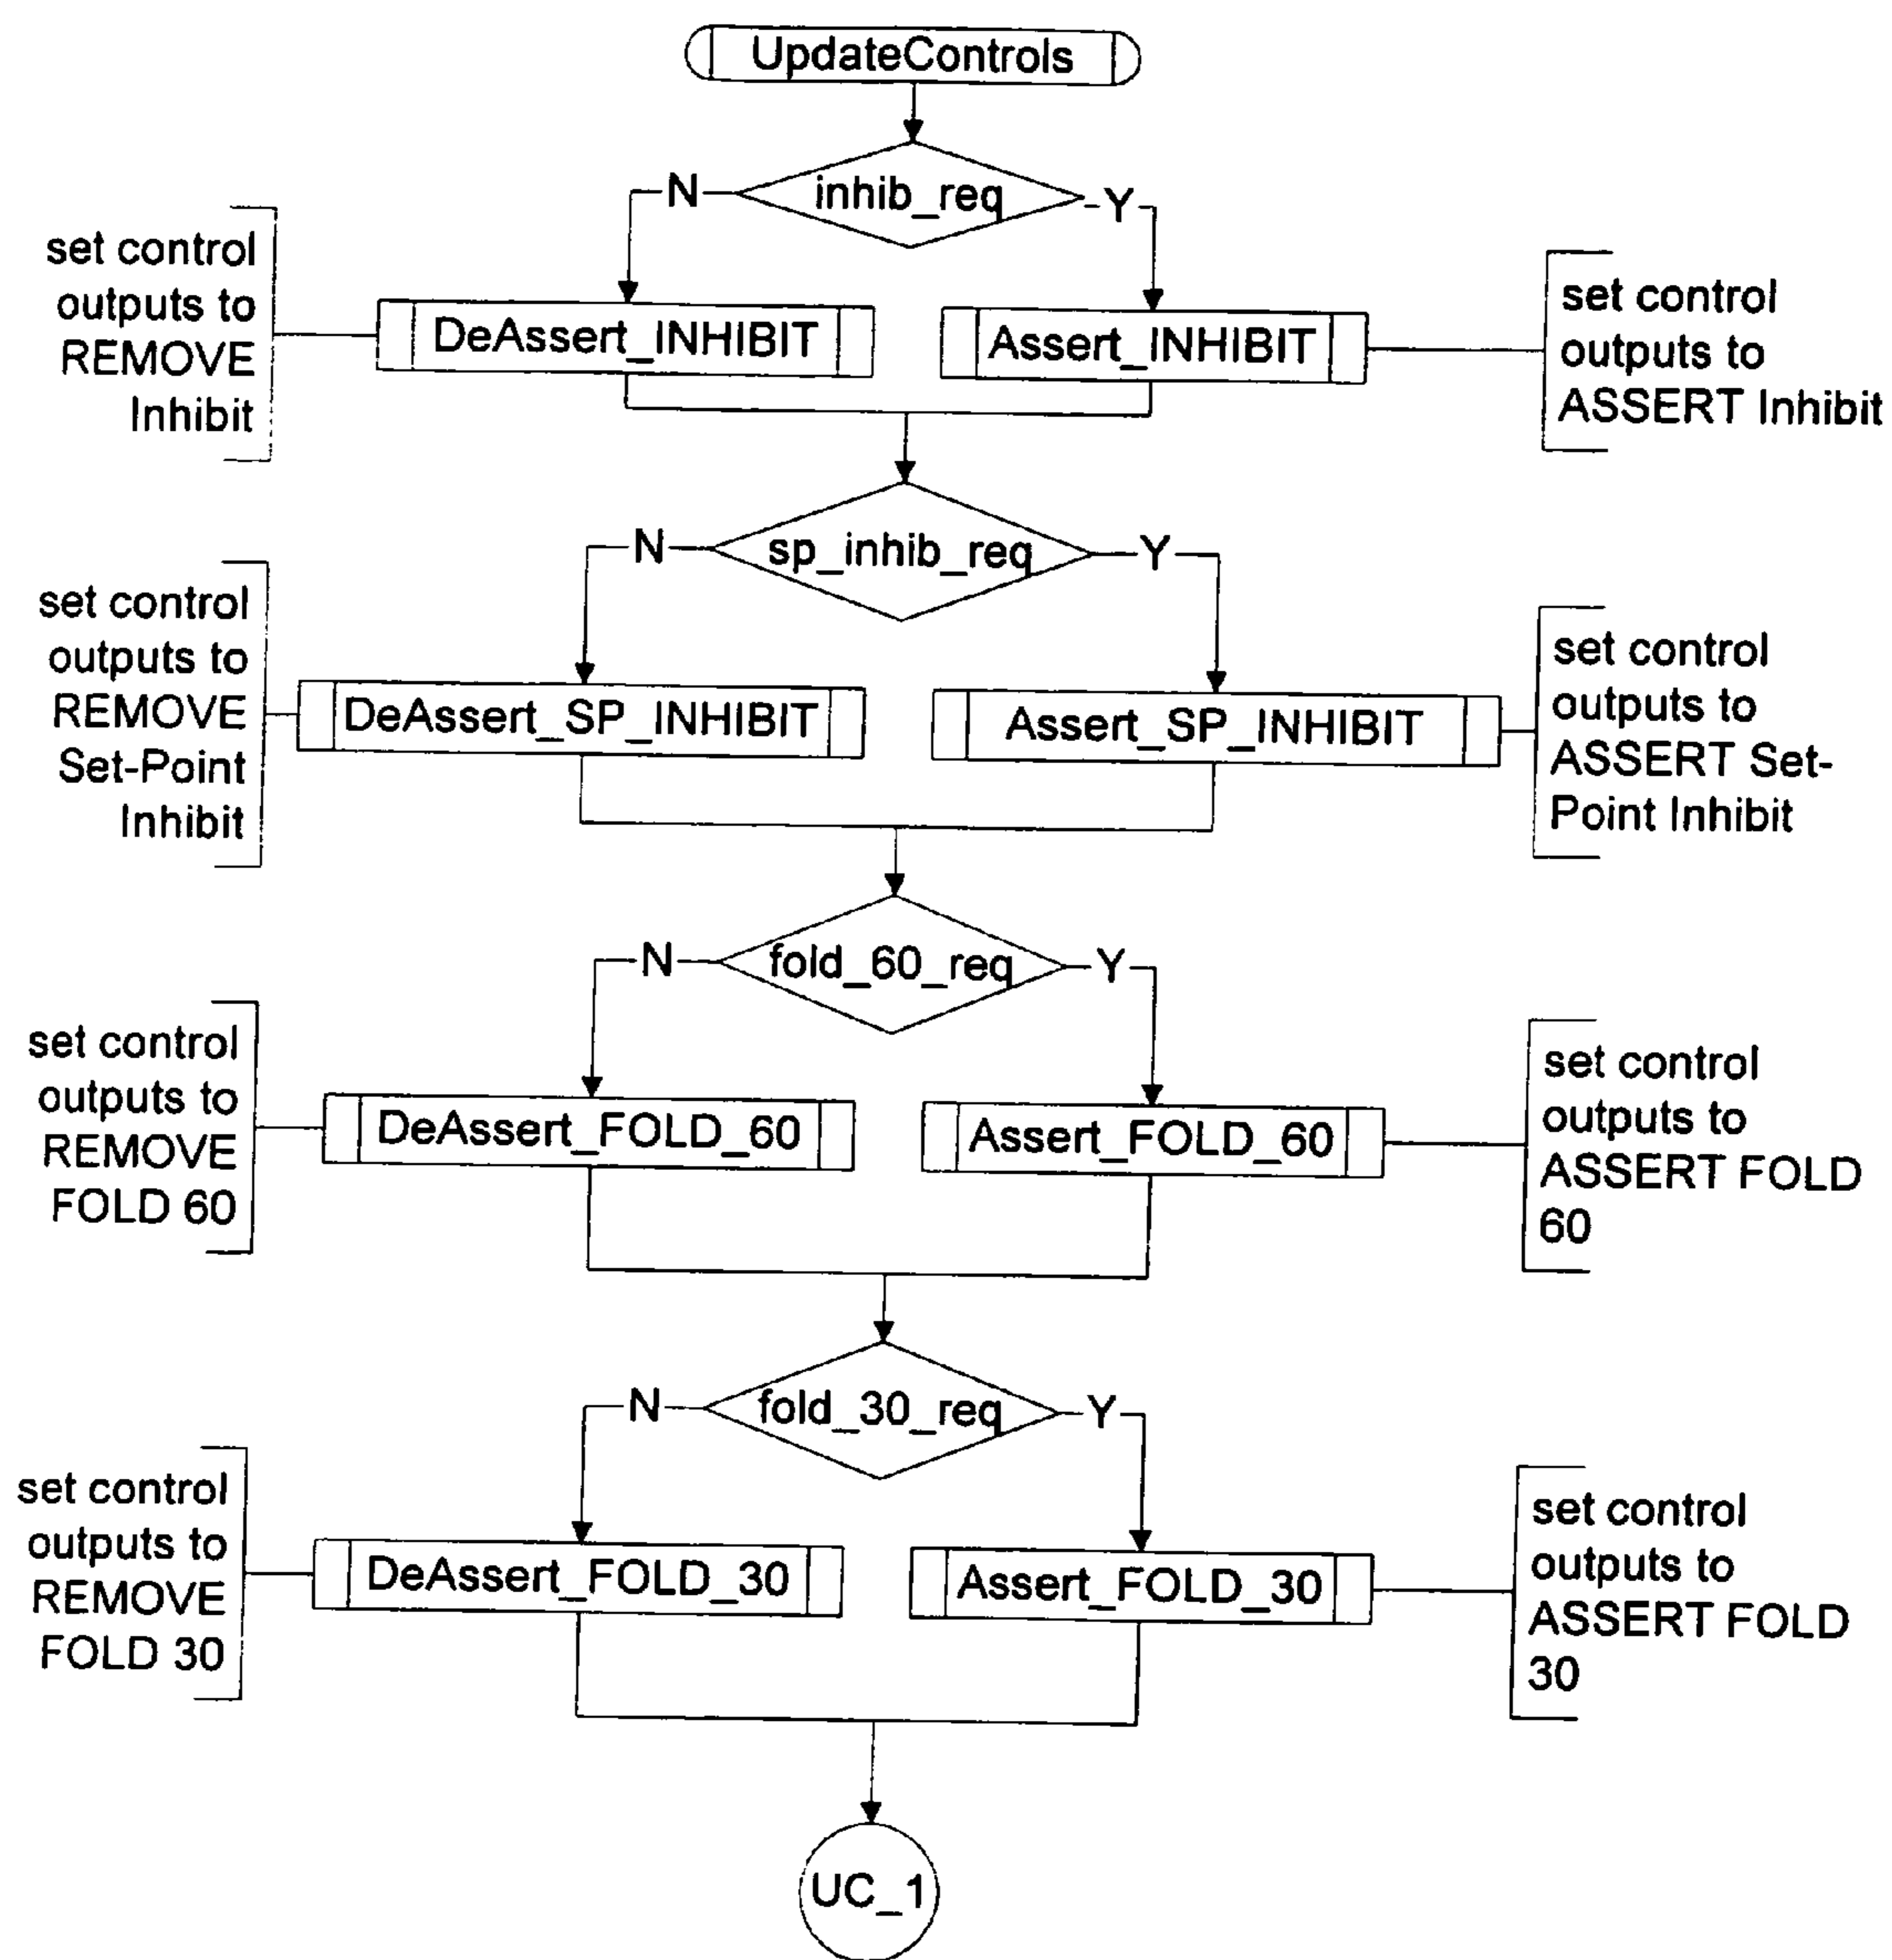 UpdateControls
inhib_req
N
Y
set control
outputs to
REMOVE
Inhibit
DeAssert_INHIBIT
Assert_INHIBIT
set control
outputs to
ASSERT Inhibit
sp_inhib_req
N
Y
set control
outputs to
REMOVE
Set-Point
Inhibit
DeAssert_SP_INHIBIT
Assert_SP_INHIBIT
set control
outputs to
ASSERT Set-
Point Inhibit
fold_60_req
N
Y
set control
outputs to
REMOVE
FOLD 60
DeAssert_FOLD_60
Assert_FOLD_60
set control
outputs to
ASSERT FOLD
60
fold_30_req
N
Y
set control
outputs to
REMOVE
FOLD 30
DeAssert_FOLD_30
Assert_FOLD_30
set control
outputs to
ASSERT FOLD
30
UC_1